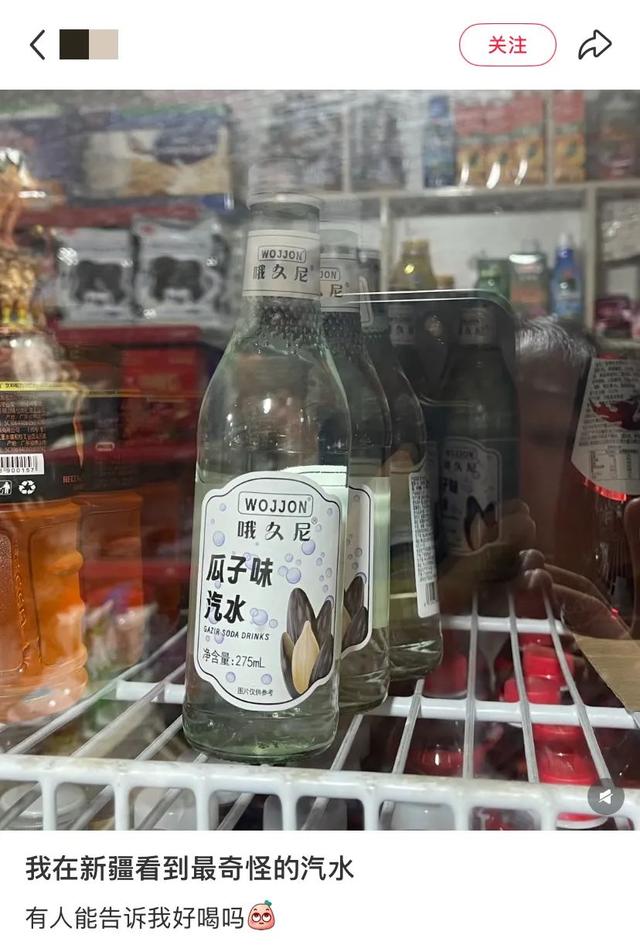 关注
WOJJON
哦久尼
WOJJON
哦久尼
瓜子味
汽水
GAZIR SODA DRINKS
净含量:275mL
图片仅供参考
我在新疆看到最奇怪的汽水
有人能告诉我好喝吗